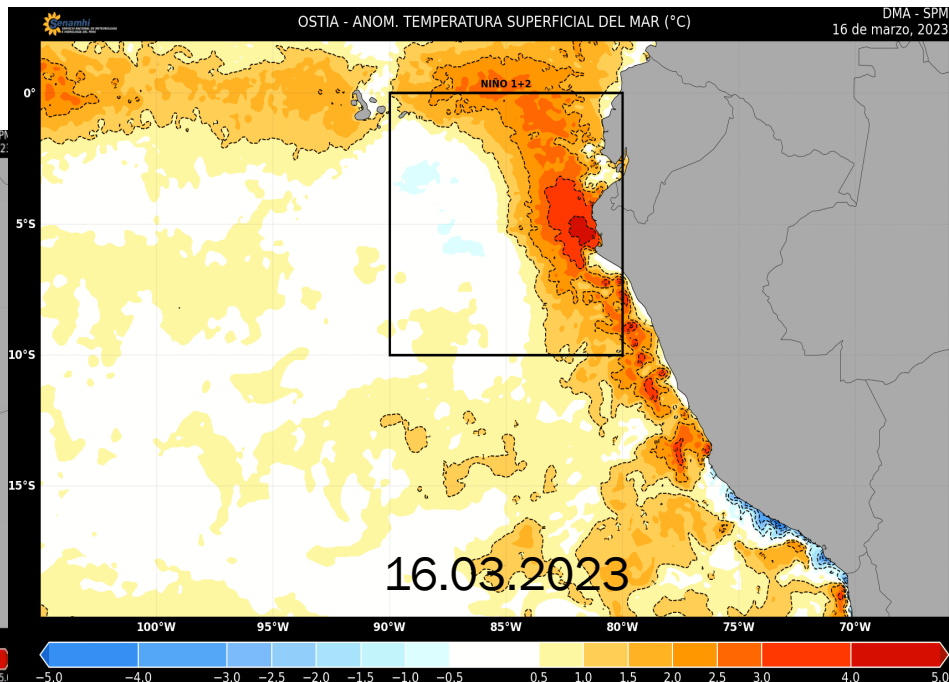 Senamhi
OSTIA - ANOM. TEMPERATURA SUPERFICIAL DEL MAR (°C)
DMA - SPM
16 de marzo, 2023
NIÑO 1+2
0°
5°S
10°S
15°S
16.03.2023
100°W 95°W 90°W 85°W 80°W 75°W 70°W
−5.0 −4.0 −3.0 −2.5 −2.0 −1.5 −1.0 −0.5 0.5 1.0 1.5 2.0 2.5 3.0 4.0 5.0